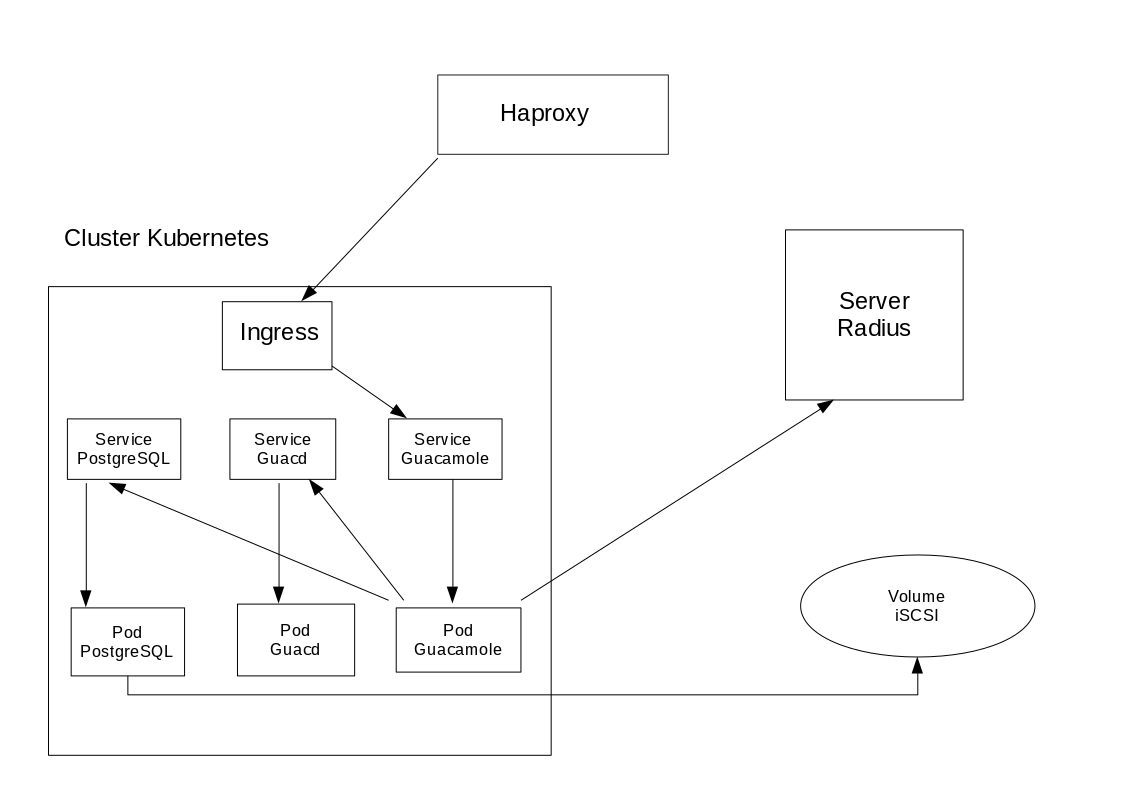 Haproxy
Cluster Kubernetes
Server
Radius
Ingress
Service
PostgreSQL
Service
Guacd
Service
Guacamole
Volume
iSCSI
Pod
PostgreSQL
Pod
Guacd
Pod
Guacamole